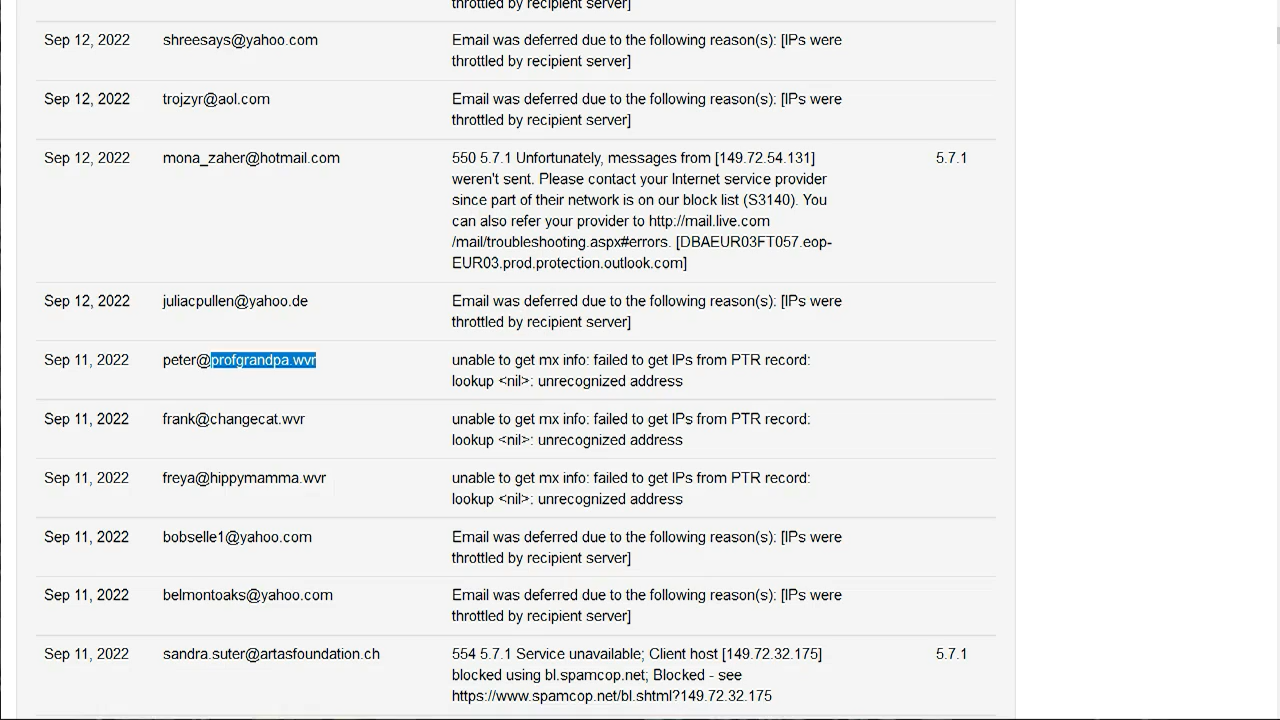 throttled by recipient server]
Sep 12, 2022 shreesays@yahoo.com Email was deferred due to the following reason(s): [IPs were
throttled by recipient server]
Sep 12, 2022 trojzyr@aol.com Email was deferred due to the following reason(s): [IPs were
throttled by recipient server]
Sep 12, 2022 mona_zaher@hotmail.com 550 5.7.1 Unfortunately, messages from [149.72.54.131] 5.7.1
weren't sent. Please contact your Internet service provider
since part of their network is on our block list (S3140). You
can also refer your provider to http://mail.live.com
/mail/troubleshooting.aspx#errors. [DBAEUR03FT057.eop-
EUR03.prod.protection.outlook.com]
Sep 12, 2022 juliacpullen@yahoo.de Email was deferred due to the following reason(s): [IPs were
throttled by recipient server]
Sep 11, 2022 peter@profgrandpa.wvr unable to get mx info: failed to get IPs from PTR record:
lookup <nil>: unrecognized address
Sep 11, 2022 frank@changecat.wvr unable to get mx info: failed to get IPs from PTR record:
lookup <nil>: unrecognized address
Sep 11, 2022 freya@hippymamma.wvr unable to get mx info: failed to get IPs from PTR record:
lookup <nil>: unrecognized address
Sep 11, 2022 bobselle1@yahoo.com Email was deferred due to the following reason(s): [IPs were
throttled by recipient server]
Sep 11, 2022 belmontoaks@yahoo.com Email was deferred due to the following reason(s): [IPs were
throttled by recipient server]
Sep 11, 2022 sandra.suter@artasfoundation.ch 554 5.7.1 Service unavailable; Client host [149.72.32.175] 5.7.1
blocked using bl.spamcop.net; Blocked - see
https://www.spamcop.net/bl.shtml?149.72.32.175